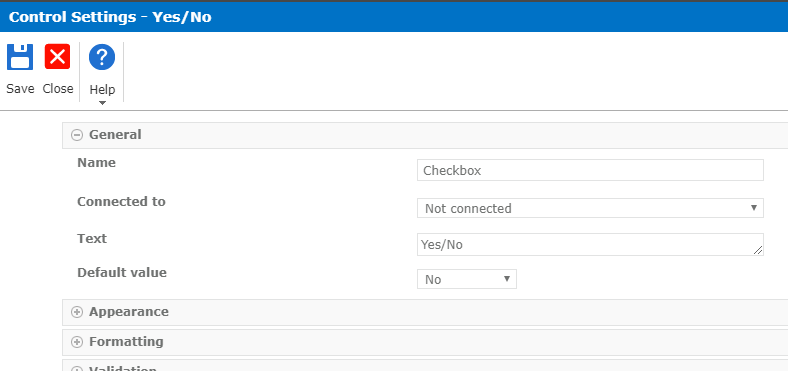 Control Settings - Yes/No
Save Close Help
General
Name Checkbox
Connected to Not connected
Text Yes/No
Default value No
Appearance
Formatting
Validation